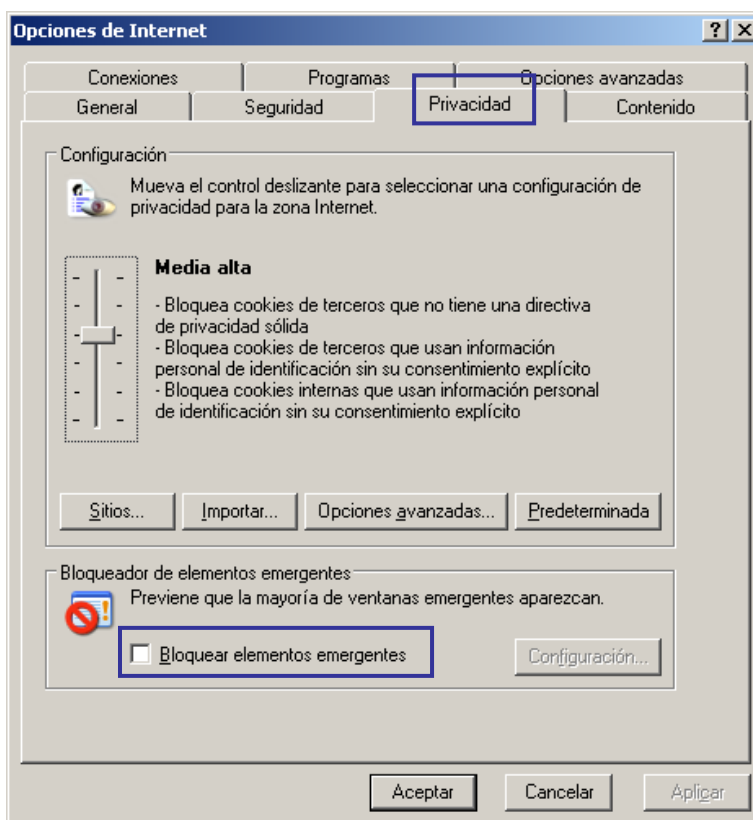 Opciones de Internet
Conexiones Programas Opciones avanzadas
General Seguridad Privacidad Contenido
Configuración
Mueva el control deslizante para seleccionar una configuración de
privacidad para la zona Internet.
Media alta
- Bloquea cookies de terceros que no tiene una directiva
de privacidad sólida
- Bloquea cookies de terceros que usan información
personal de identificación sin su consentimiento explícito
- Bloquea cookies internas que usan información personal
de identificación sin su consentimiento explícito
Sitios... Importar... Opciones avanzadas... Predeterminada
Bloqueador de elementos emergentes
Previene que la mayoría de ventanas emergentes aparezcan.
Bloquear elementos emergentes Configuración...
Aceptar Cancelar Aplicar